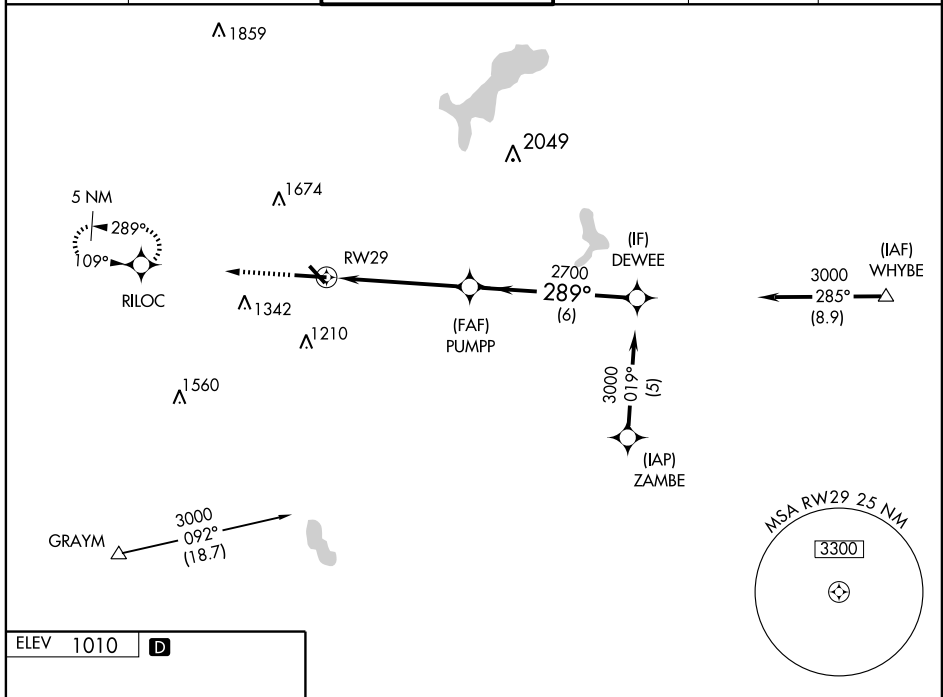 1859
2049
5 NM
289°
109°
RILOC
1674
RW29
1342
1210
1560
(FAF)
PUMPP
2700
289°
(6)
(IF)
DEWEE
3000
285°
(8.9)
(IAF)
WHYBE
3000
019°
(5)
(IAP)
ZAMBE
GRAYM
3000
092°
(18.7)
MSA RW29 25 NM
3300
ELEV 1010 D